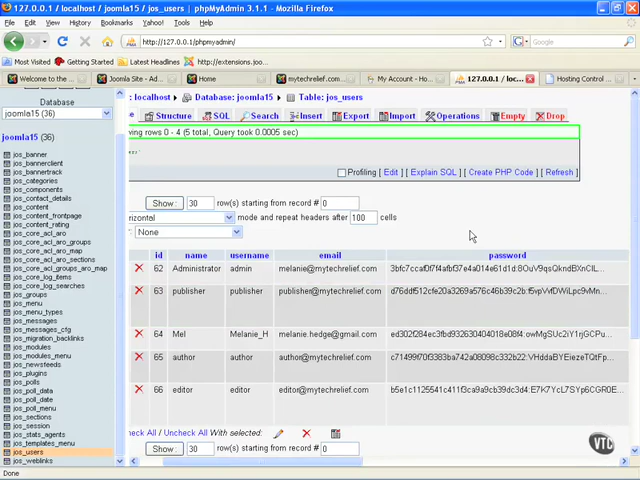 127.0.0.1 / localhost / joomla15 / jos_users | phpMyAdmin 3.1.1 - Mozilla Firefox
File Edit View History Bookmarks Yahoo! Tools Help
http://127.0.0.1/phpmyadmin/
Google
Most Visited Getting Started Latest Headlines http://extensions.joo...
Welcome to the ... Joomla Site - Ad... Home mytechrelief.com... My Account - Ho... 127.0.0.1 / loc... Hosting Control ...
Database
joomla15 (36)
joomla15 (36)
jos_banner
jos_bannerclient
jos_bannertrack
jos_categories
jos_components
jos_contact_details
jos_content
jos_content_frontpage
jos_content_rating
jos_core_acl_aro
jos_core_acl_aro_groups
jos_core_acl_aro_map
jos_core_acl_aro_sections
jos_core_acl_groups_aro_map
jos_core_log_items
jos_core_log_searches
jos_groups
jos_menu
jos_menu_types
jos_messages
jos_messages_cfg
jos_migration_backlinks
jos_modules
jos_modules_menu
jos_newsfeeds
jos_plugins
jos_polls
jos_poll_data
jos_poll_date
jos_poll_menu
jos_sections
jos_session
jos_stats_agents
jos_templates_menu
jos_users
jos_weblinks
: localhost Database: joomla15 Table: jos_users
Structure SQL Search Insert Export Import Operations Empty Drop
ving rows 0 - 4 (5 total, Query took 0.0005 sec)
Profiling [ Edit ] [ Explain SQL ] [ Create PHP Code ] [ Refresh ]
Show : 30 row(s) starting from record # 0
rizontal mode and repeat headers after 100 cells
None
id name username email password
62 Administrator admin melanie@mytechrelief.com
63 publisher publisher publisher@mytechrelief.com
64 Mel Melanie_H melanie.hedge@gmail.com
65 author author author@mytechrelief.com
66 editor editor editor@mytechrelief.com
heck All / Uncheck All With selected:
Show : 30 row(s) starting from record # 0
VTC
Done